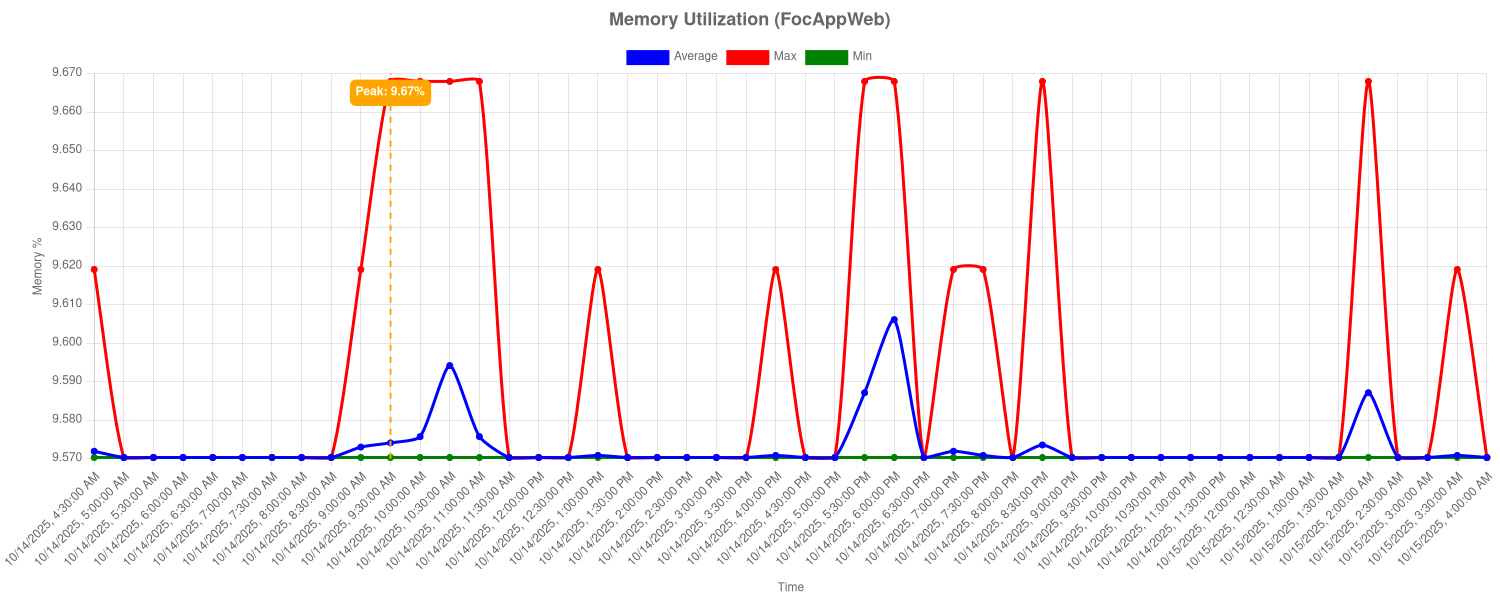 Memory Utilization (FocAppWeb)
Average Max Min
9.670
Peak: 9.67%
9.660
9.650
9.640
9.630
9.620
9.610
9.600
9.590
9.580
9.570
Memory %
10/14/2025, 4:30:00 AM
10/14/2025, 5:00:00 AM
10/14/2025, 5:30:00 AM
10/14/2025, 6:00:00 AM
10/14/2025, 6:30:00 AM
10/14/2025, 7:00:00 AM
10/14/2025, 7:30:00 AM
10/14/2025, 8:00:00 AM
10/14/2025, 8:30:00 AM
10/14/2025, 9:00:00 AM
10/14/2025, 9:30:00 AM
10/14/2025, 10:00:00 AM
10/14/2025, 10:30:00 AM
10/14/2025, 11:00:00 AM
10/14/2025, 11:30:00 AM
10/14/2025, 12:00:00 PM
10/14/2025, 12:30:00 PM
10/14/2025, 1:00:00 PM
10/14/2025, 1:30:00 PM
10/14/2025, 2:00:00 PM
10/14/2025, 2:30:00 PM
10/14/2025, 3:00:00 PM
10/14/2025, 3:30:00 PM
10/14/2025, 4:00:00 PM
10/14/2025, 4:30:00 PM
10/14/2025, 5:00:00 PM
10/14/2025, 5:30:00 PM
10/14/2025, 6:00:00 PM
10/14/2025, 6:30:00 PM
10/14/2025, 7:00:00 PM
10/14/2025, 7:30:00 PM
10/14/2025, 8:00:00 PM
10/14/2025, 8:30:00 PM
10/14/2025, 9:00:00 PM
10/14/2025, 9:30:00 PM
10/14/2025, 10:00:00 PM
10/14/2025, 10:30:00 PM
10/14/2025, 11:00:00 PM
10/14/2025, 11:30:00 PM
10/15/2025, 12:00:00 AM
10/15/2025, 12:30:00 AM
10/15/2025, 1:00:00 AM
10/15/2025, 1:30:00 AM
10/15/2025, 2:00:00 AM
10/15/2025, 2:30:00 AM
10/15/2025, 3:00:00 AM
10/15/2025, 3:30:00 AM
10/15/2025, 4:00:00 AM
Time